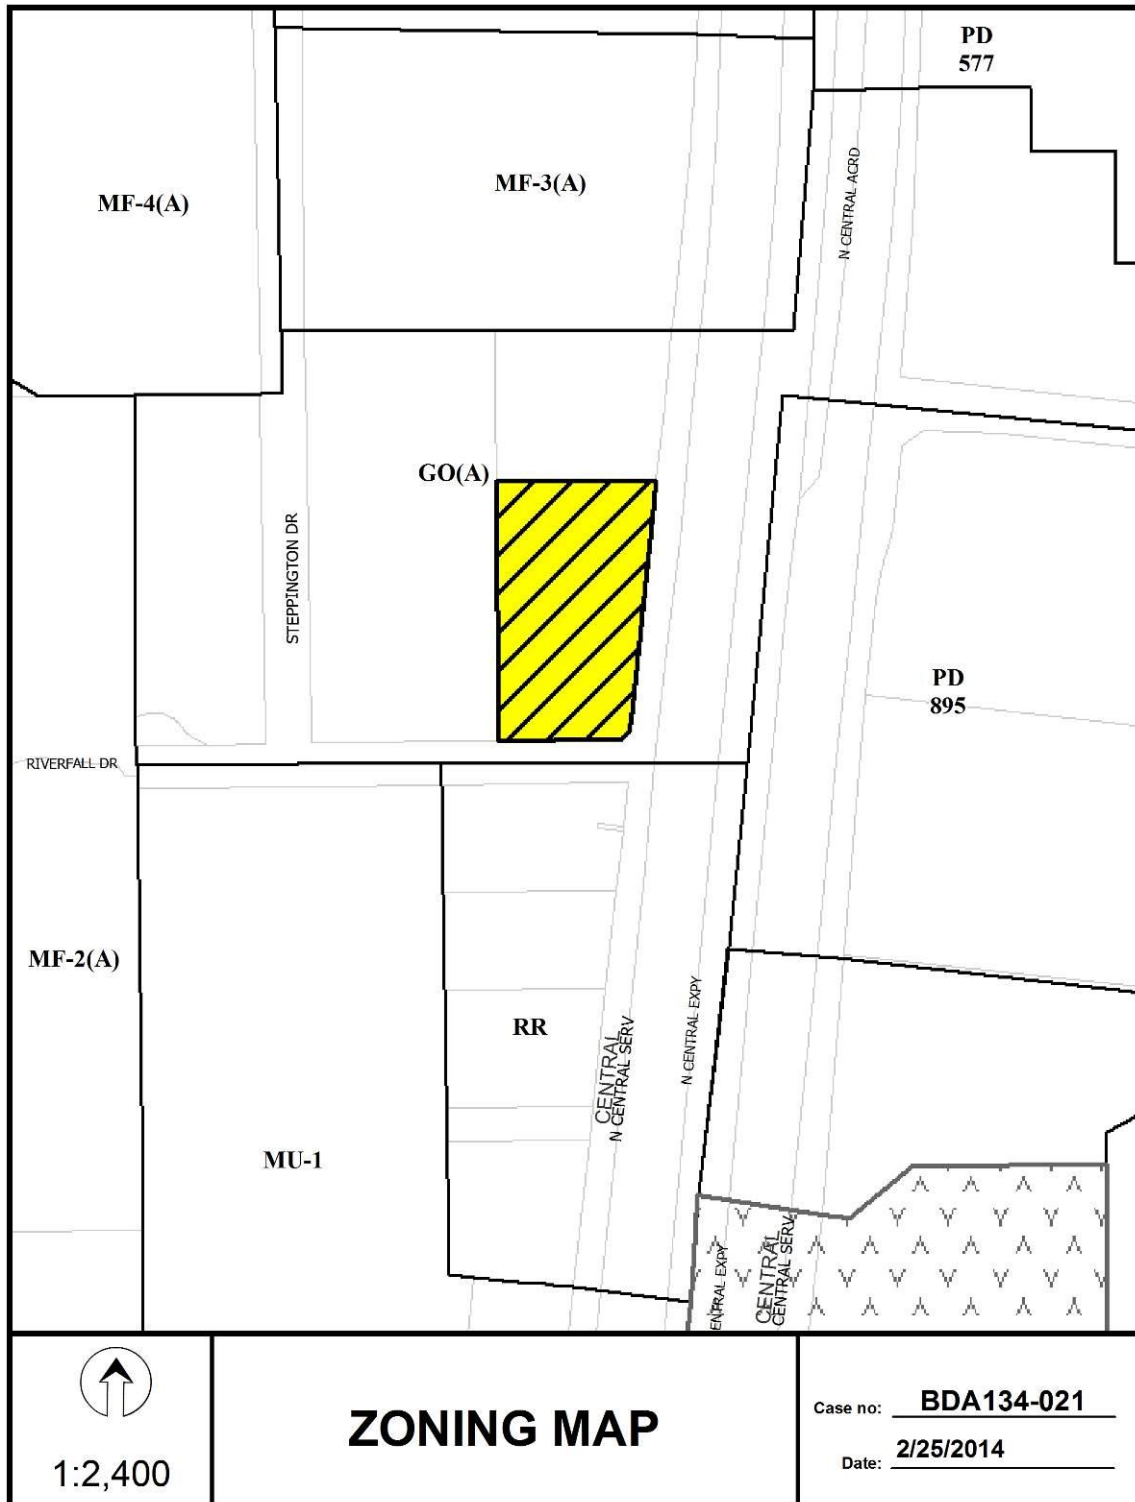 PD
577
MF-4(A)
MF-3(A)
N CENTRAL ACRD
GO(A)
STEPPINGTON DR
PD
895
RIVERFALL DR
MF-2(A)
RR
CENTRAL
N CENTRAL SERV
N CENTRAL EXPY
MU-1
ENTRAL EXPY
CENTRAL
CENTRAL SERV
1:2,400
ZONING MAP
Case no: BDA134-021
Date: 2/25/2014